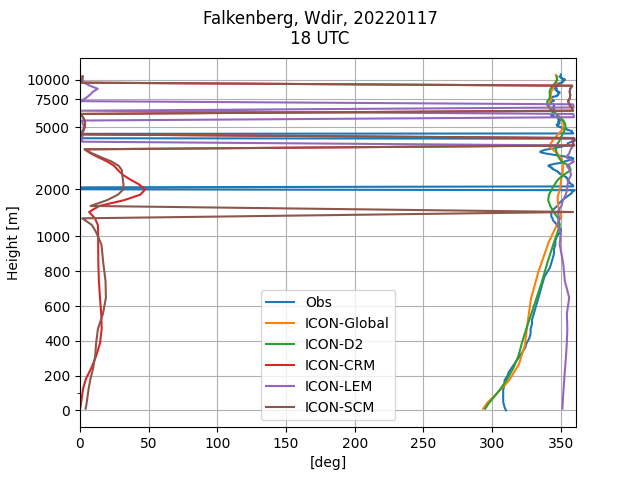 Falkenberg, Wdir, 20220117
18 UTC
Height [m]
10000
7500
5000
2000
1000
800
600
400
200
0
Obs
ICON-Global
ICON-D2
ICON-CRM
ICON-LEM
ICON-SCM
0 50 100 150 200 250 300 350
[deg]